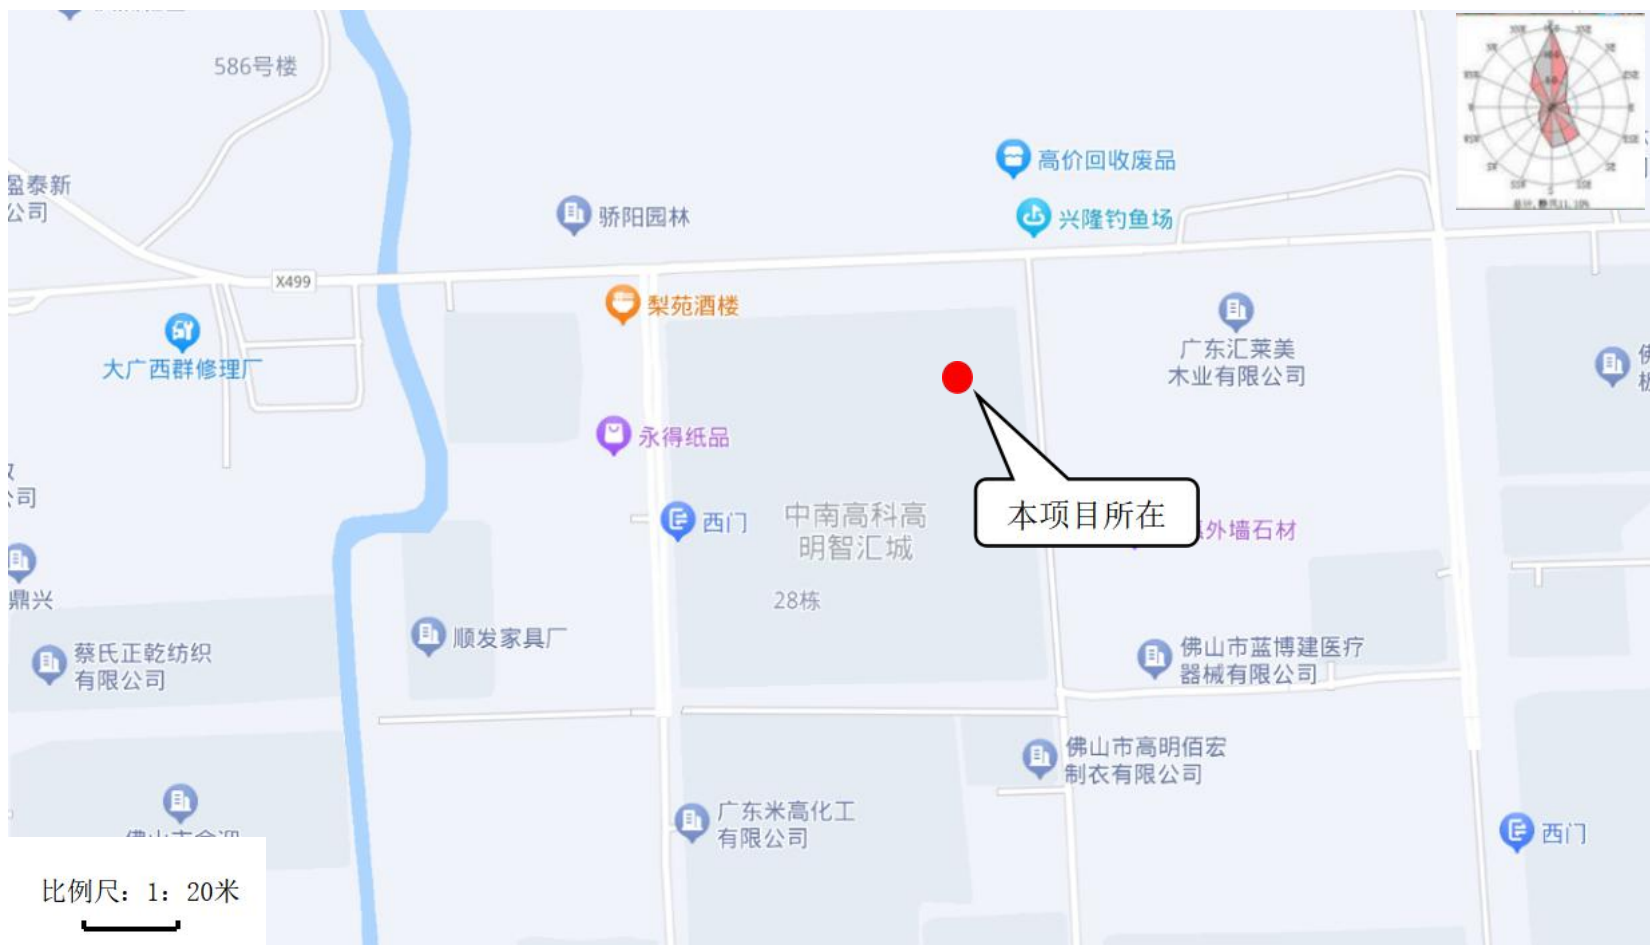 586号楼
盈泰新
公司
高价回收废品
骄阳园林
兴隆钓鱼场
X499
梨苑酒楼
大广西群修理厂
广东汇莱美
木业有限公司
永得纸品
本项目所在
西门
中南高科高
明智汇城
外墙石材
公司
鼎兴
28栋
顺发家具厂
蔡氏正乾纺织
有限公司
佛山市蓝博建医疗
器械有限公司
佛山市高明佰宏
制衣有限公司
广东米高化工
有限公司
西门
比例尺：1：20米